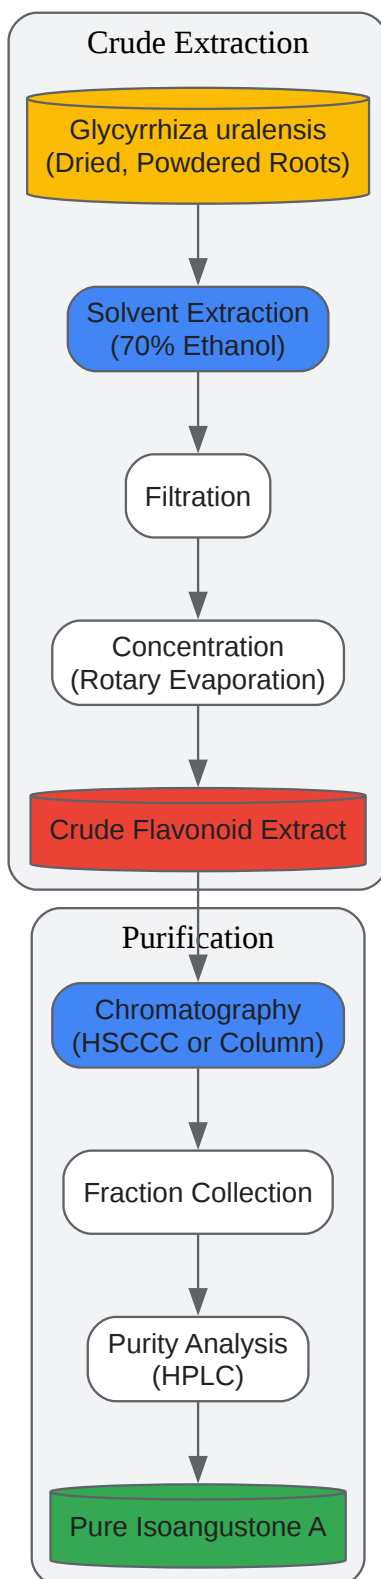 Crude Extraction
Glycyrrhiza uralensis
(Dried, Powdered Roots)
Solvent Extraction
(70% Ethanol)
Filtration
Concentration
(Rotary Evaporation)
Crude Flavonoid Extract
Purification
Chromatography
(HSCCC or Column)
Fraction Collection
Purity Analysis
(HPLC)
Pure Isoangustone A